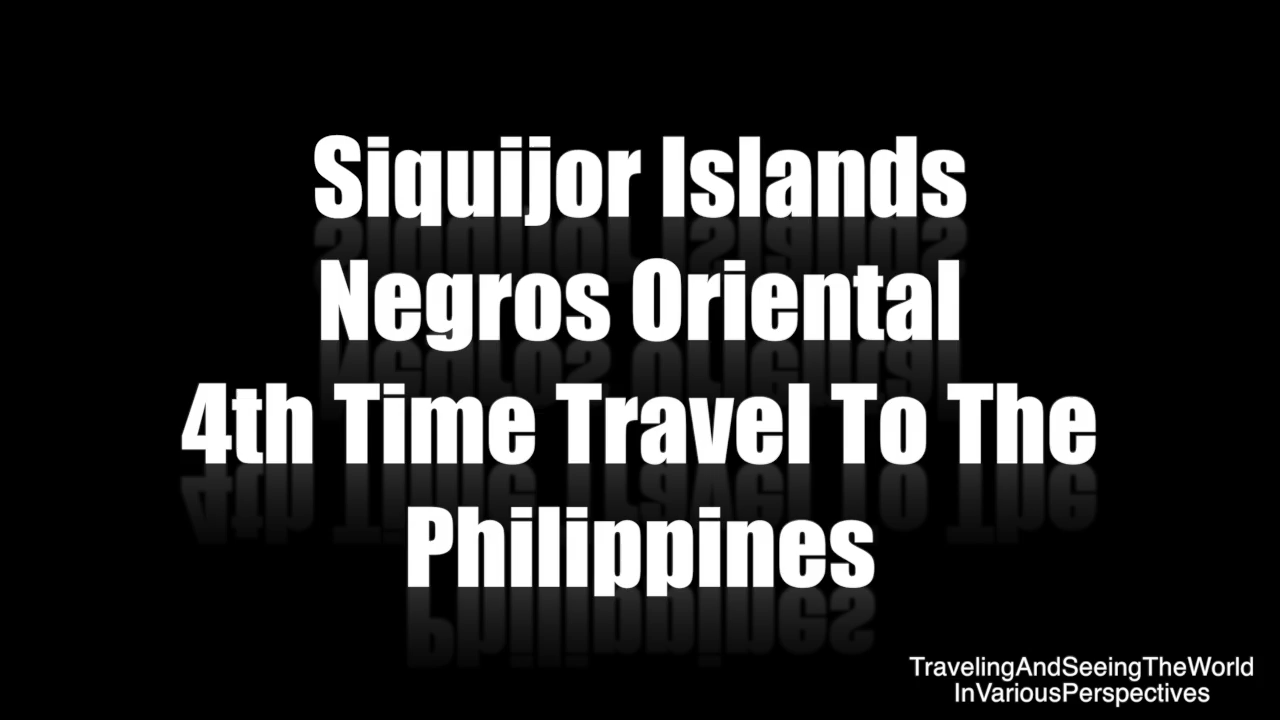 Siquijor Islands
Negros Oriental
4th Time Travel To The
Philippines
TravelingAndSeeingTheWorld
InVariousPerspectives